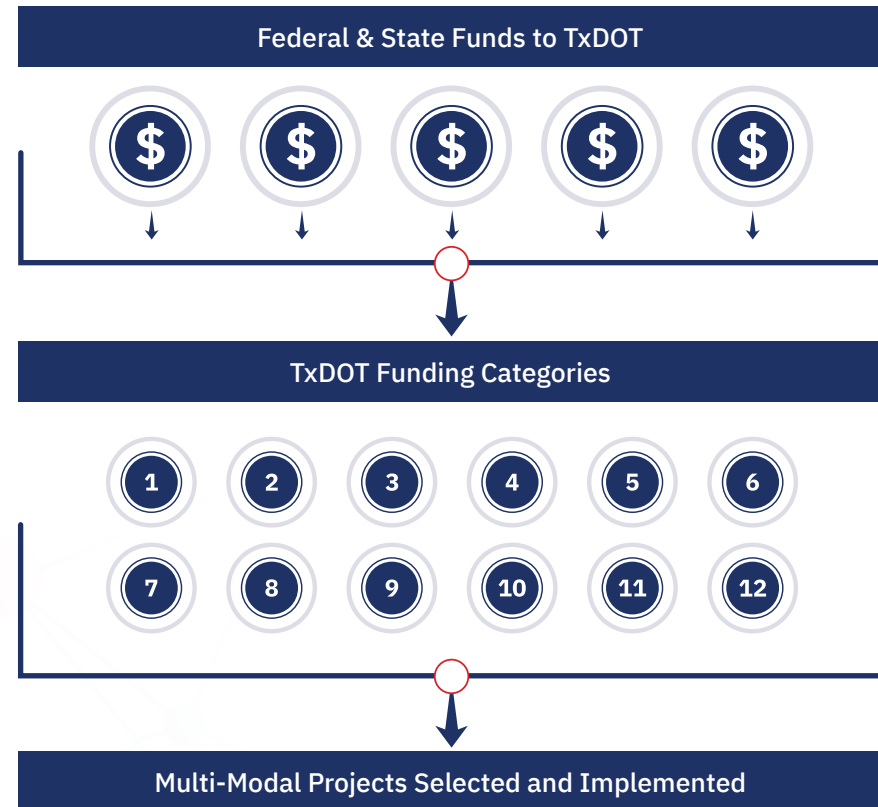 Federal & State Funds to TxDOT
$ $ $ $ $
TxDOT Funding Categories
1 2 3 4 5 6
7 8 9 10 11 12
Multi-Modal Projects Selected and Implemented